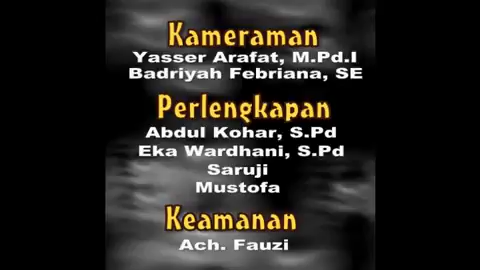 Kameraman
Yasser Arafat, M.Pd.I
Badriyah Febriana, SE
Perlengkapan
Abdul Kohar, S.Pd
Eka Wardhani, S.Pd
Saruji
Mustofa
Keamanan
Ach. Fauzi